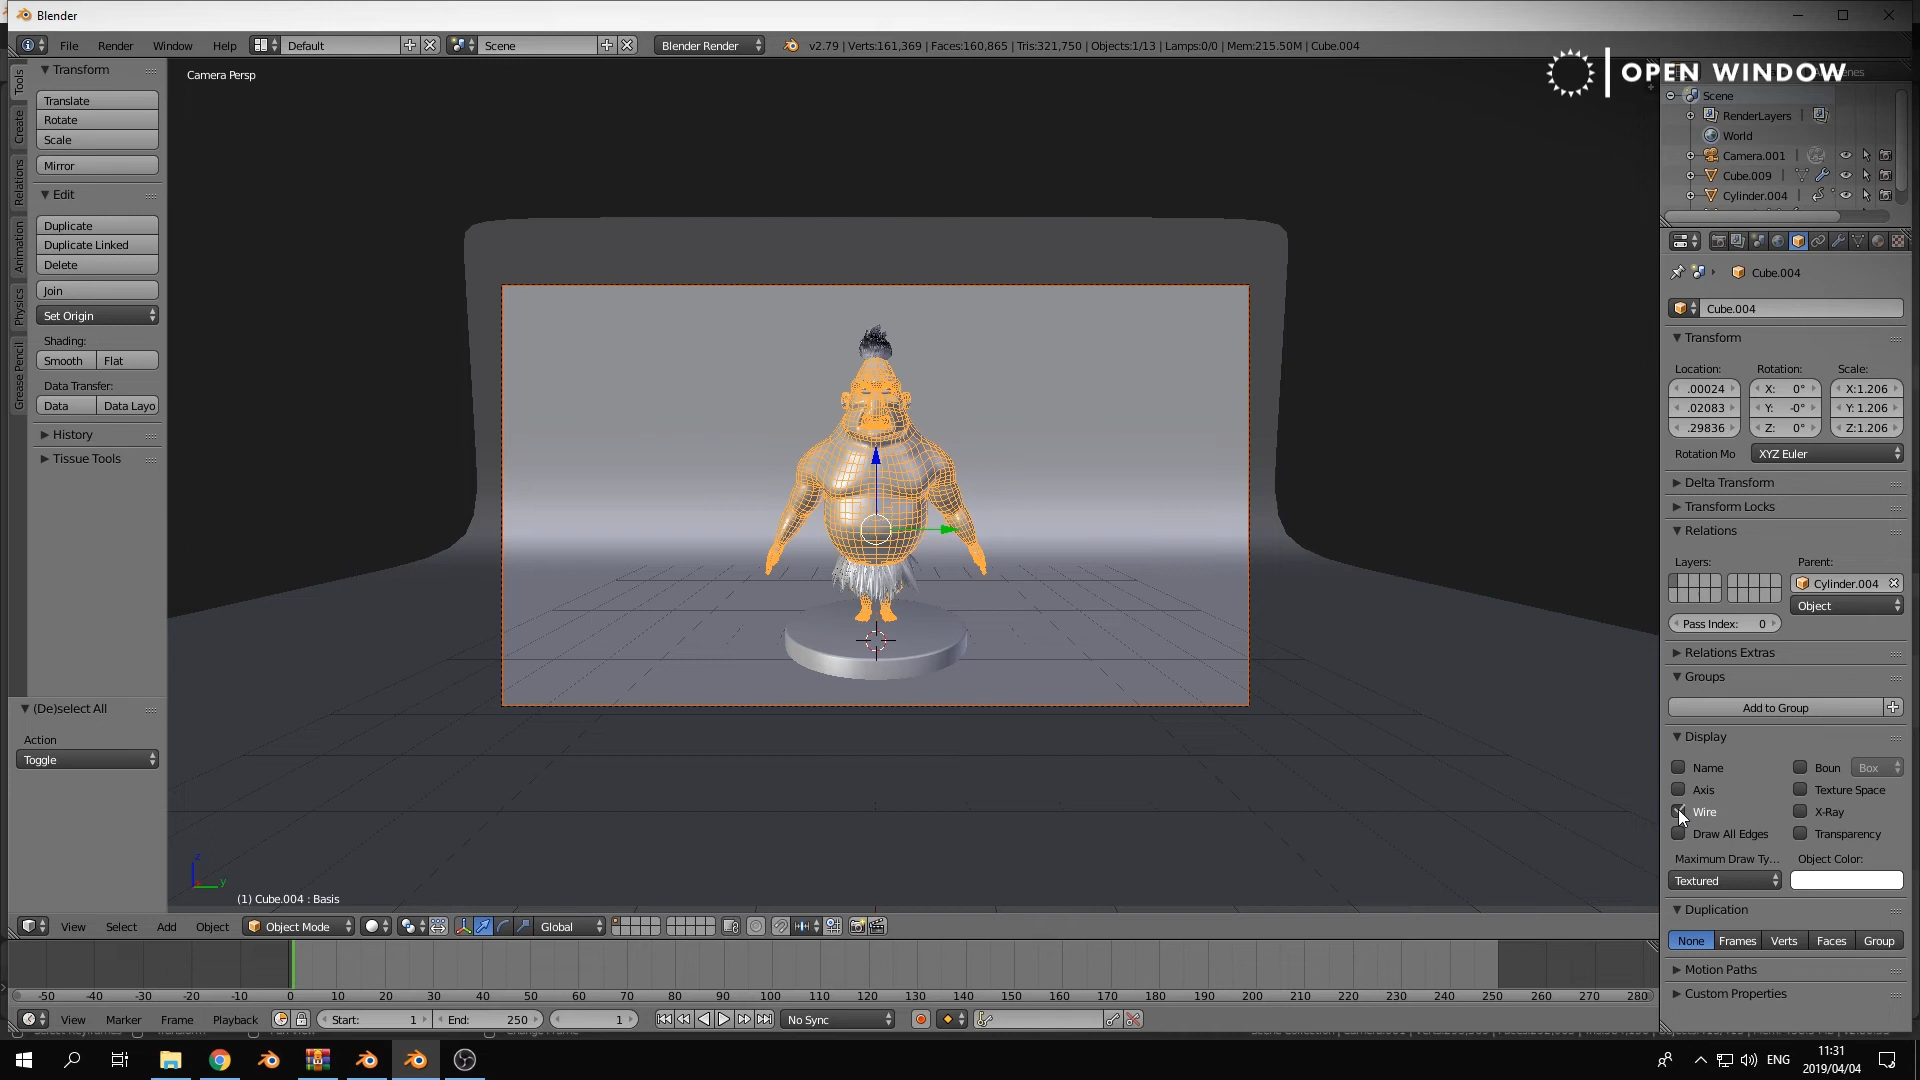 Blender
File Render Window Help Default Scene Blender Render v2.79 | Verts:161,369 | Faces:160,865 | Tris:321,750 | Objects:1/13 | Lamps:0/0 | Mem:215.50M | Cube.004
OPEN WINDOW
Camera Persp
Tools
Create
Relations
Animation
Physics
Grease Pencil
Transform
Translate
Rotate
Scale
Mirror
Edit
Duplicate
Duplicate Linked
Delete
Join
Set Origin
Shading:
Smooth Flat
Data Transfer:
Data Data Layo
History
Tissue Tools
(De)select All
Action
Toggle
Scene
RenderLayers
World
Camera.001
Cube.009
Cylinder.004
Cube.004
Cube.004
Transform
Location: Rotation: Scale:
.00024 X: 0° X:1.206
.02083 Y: -0° Y: 1.206
.29836 Z: 0° Z:1.206
Rotation Mo XYZ Euler
Delta Transform
Transform Locks
Relations
Layers: Parent:
Cylinder.004
Object
Pass Index: 0
Relations Extras
Groups
Add to Group
Display
Name Boun Box
Axis Texture Space
Wire X-Ray
Draw All Edges Transparency
Maximum Draw Ty... Object Color:
Textured
Duplication
None Frames Verts Faces Group
Motion Paths
Custom Properties
z
y
(1) Cube.004 : Basis
View Select Add Object Object Mode Global
-50 -40 -30 -20 -10 0 10 20 30 40 50 60 70 80 90 100 110 120 130 140 150 160 170 180 190 200 210 220 230 240 250 260 270 280
View Marker Frame Playback Start: 1 End: 250 1 No Sync
ENG
11:31
2019/04/04